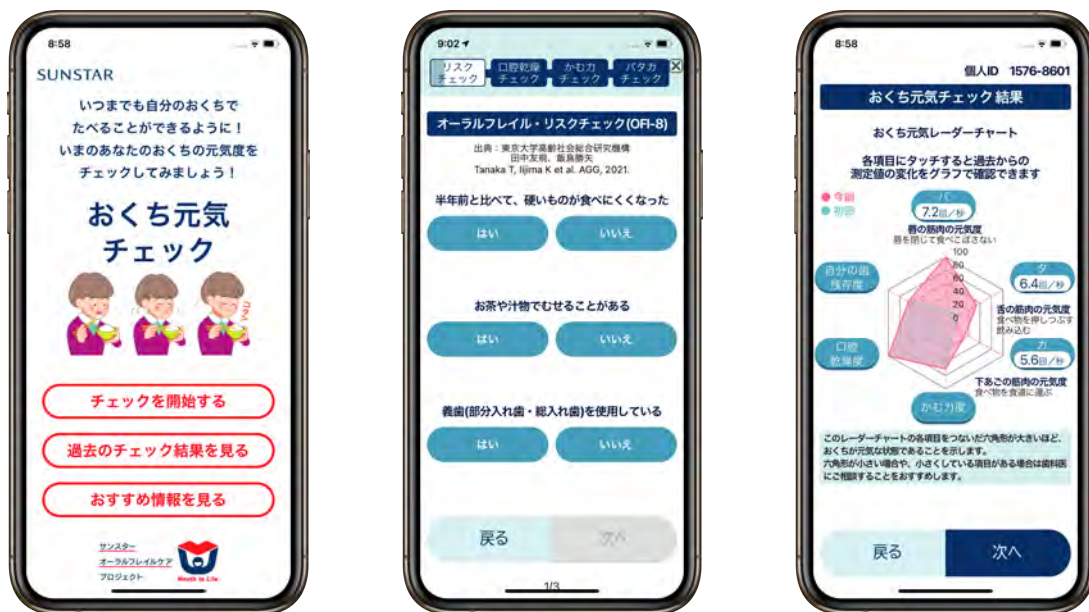 8:58
SUNSTAR
いつまでも自分のおくちで
たべることができるように！
いまのあなたのおくちの元気度を
チェックしてみましょう！
おくち元気
チェック
チェックを開始する
過去のチェック結果を見る
おすすめ情報を見る
サンスター
オーラルフレイルケア
プロジェクト
Mouth to Life
9:02
リスク
チェック
口腔乾燥
チェック
かむ力
チェック
パタカ
チェック
オーラルフレイル・リスクチェック(OFI-8)
出典：東京大学高齢社会総合研究機構
田中友規、飯島勝矢
Tanaka T, Iijima K et al. AGG, 2021.
半年前と比べて、硬いものが食べにくくなった
はい
いいえ
お茶や汁物でむせることがある
はい
いいえ
義歯(部分入れ歯・総入れ歯)を使用している
はい
いいえ
戻る
次へ
1/3
8:58
個人ID 1576-8601
おくち元気チェック結果
おくち元気レーダーチャート
各項目にタッチすると過去からの
測定値の変化をグラフで確認できます
今回
初回
パ
7.2回/秒
唇の筋肉の元気度
唇を閉じて食べこぼさない
100
80
60
40
20
0
自分の歯
残存度
タ
6.4回/秒
舌の筋肉の元気度
食べ物を押しつぶす
飲み込む
口腔
乾燥度
カ
5.6回/秒
下あごの筋肉の元気度
食べ物を食道に運ぶ
かむ力度
このレーダーチャートの各項目をつないだ六角形が大きいほど、
おくちが元気な状態であることを示します。
六角形が小さい場合や、小さくしている項目がある場合は歯科医
にご相談することをおすすめします。
戻る
次へ